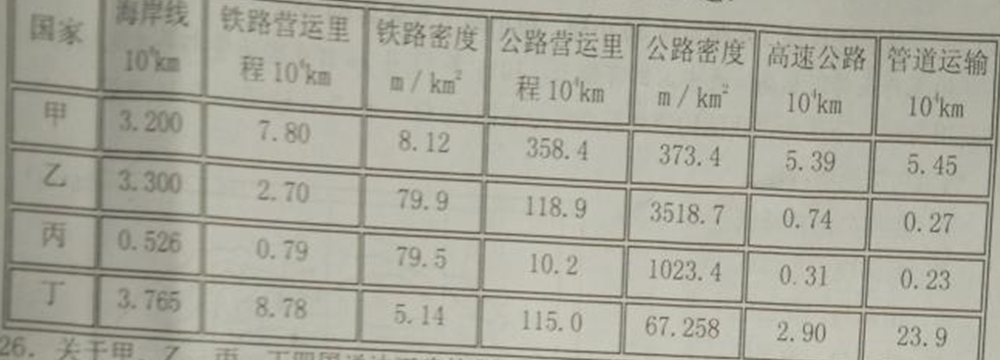 国家 海岸线 10⁴km 铁路营运里程 10⁴km 铁路密度 m/km² 公路营运里程 10⁴km 公路密度 m/km² 高速公路 10⁴km 管道运输 10⁴km
甲 3.200 7.80 8.12 358.4 373.4 5.39 5.45
乙 3.300 2.70 79.9 118.9 3518.7 0.74 0.27
丙 0.526 0.79 79.5 10.2 1023.4 0.31 0.23
丁 3.765 8.78 5.14 115.0 67.258 2.90 23.9
26. 关于甲、乙、丙、丁四国